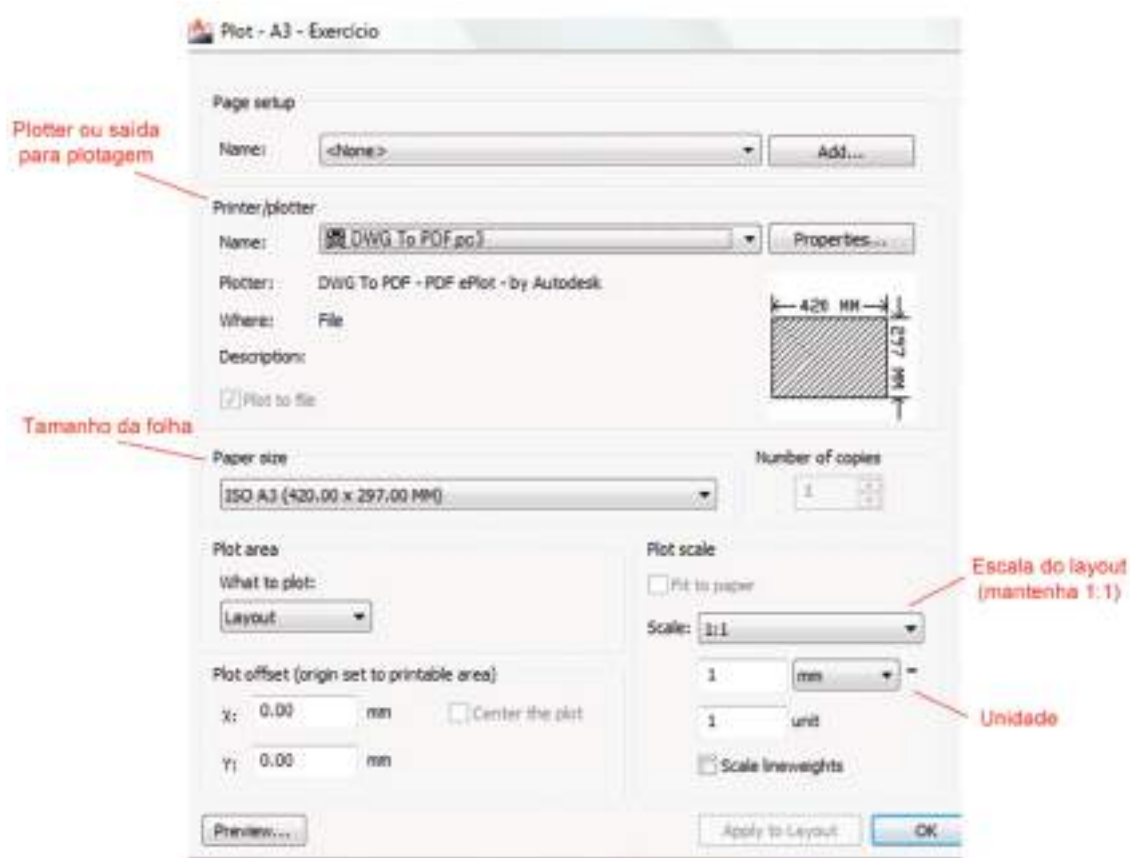 Plot - A3 - Exercício
Page setup
Plotter ou saída
para plotagem
Name: <None> Add...
Printer/plotter
Name: DWG To PDF.pc3 Properties...
Plotter: DWG To PDF - PDF ePlot - by Autodesk
Where: File
Description:
Plot to file
420 MM
297 MM
Tamanho da folha
Paper size
ISO A3 (420.00 x 297.00 MM)
Number of copies
1
Plot area
What to plot:
Layout
Plot scale
Fit to paper
Scale: 1:1
Escala do layout
(mantenha 1:1)
1 mm =
1 unit
Unidade
Scale lineweights
Plot offset (origin set to printable area)
X: 0.00 mm Center the plot
Y: 0.00 mm
Preview... Apply to Layout OK